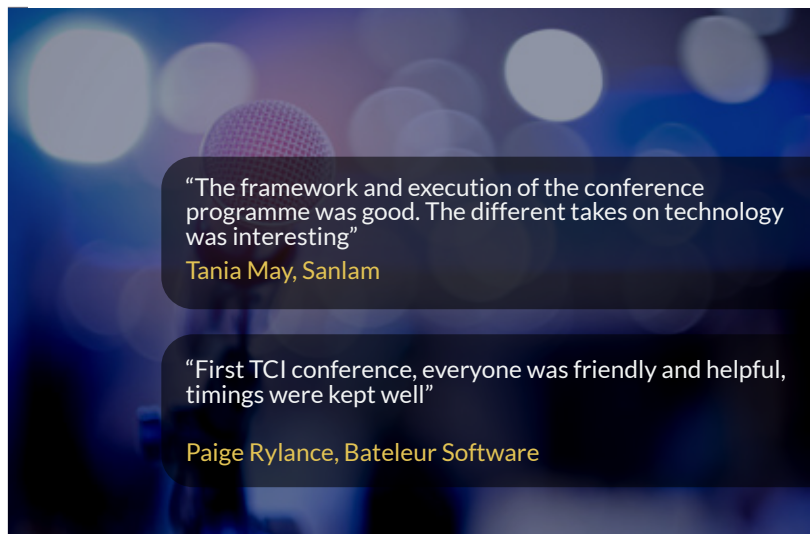 “The framework and execution of the conference
programme was good. The different takes on technology
was interesting”
Tania May, Sanlam
“First TCI conference, everyone was friendly and helpful,
timings were kept well”
Paige Rylance, Bateleur Software